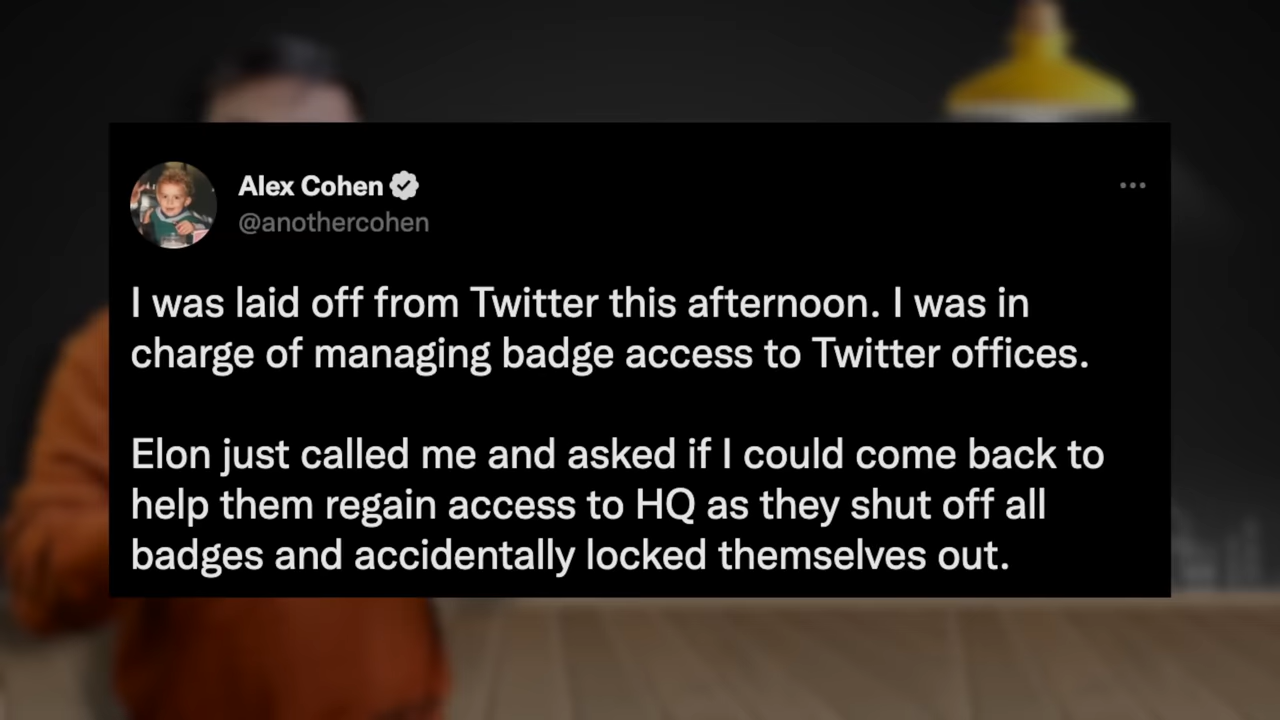 Alex Cohen
@anothercohen
I was laid off from Twitter this afternoon. I was in
charge of managing badge access to Twitter offices.
Elon just called me and asked if I could come back to
help them regain access to HQ as they shut off all
badges and accidentally locked themselves out.